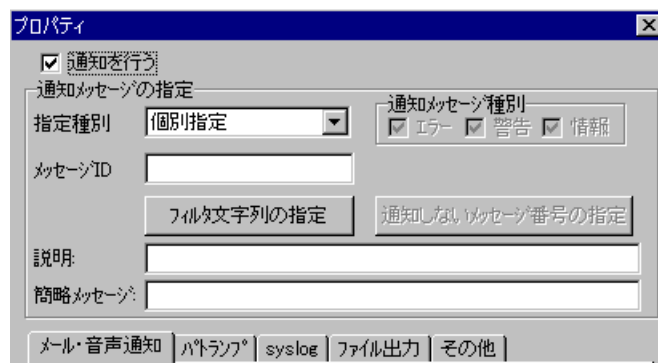 プロパティ
通知を行う
通知メッセージの指定
通知メッセージ種別
指定種別 個別指定 エラー 警告 情報
メッセージID
フィルタ文字列の指定 通知しないメッセージ番号の指定
説明:
簡略メッセージ:
メール・音声通知 パトランプ syslog ファイル出力 その他